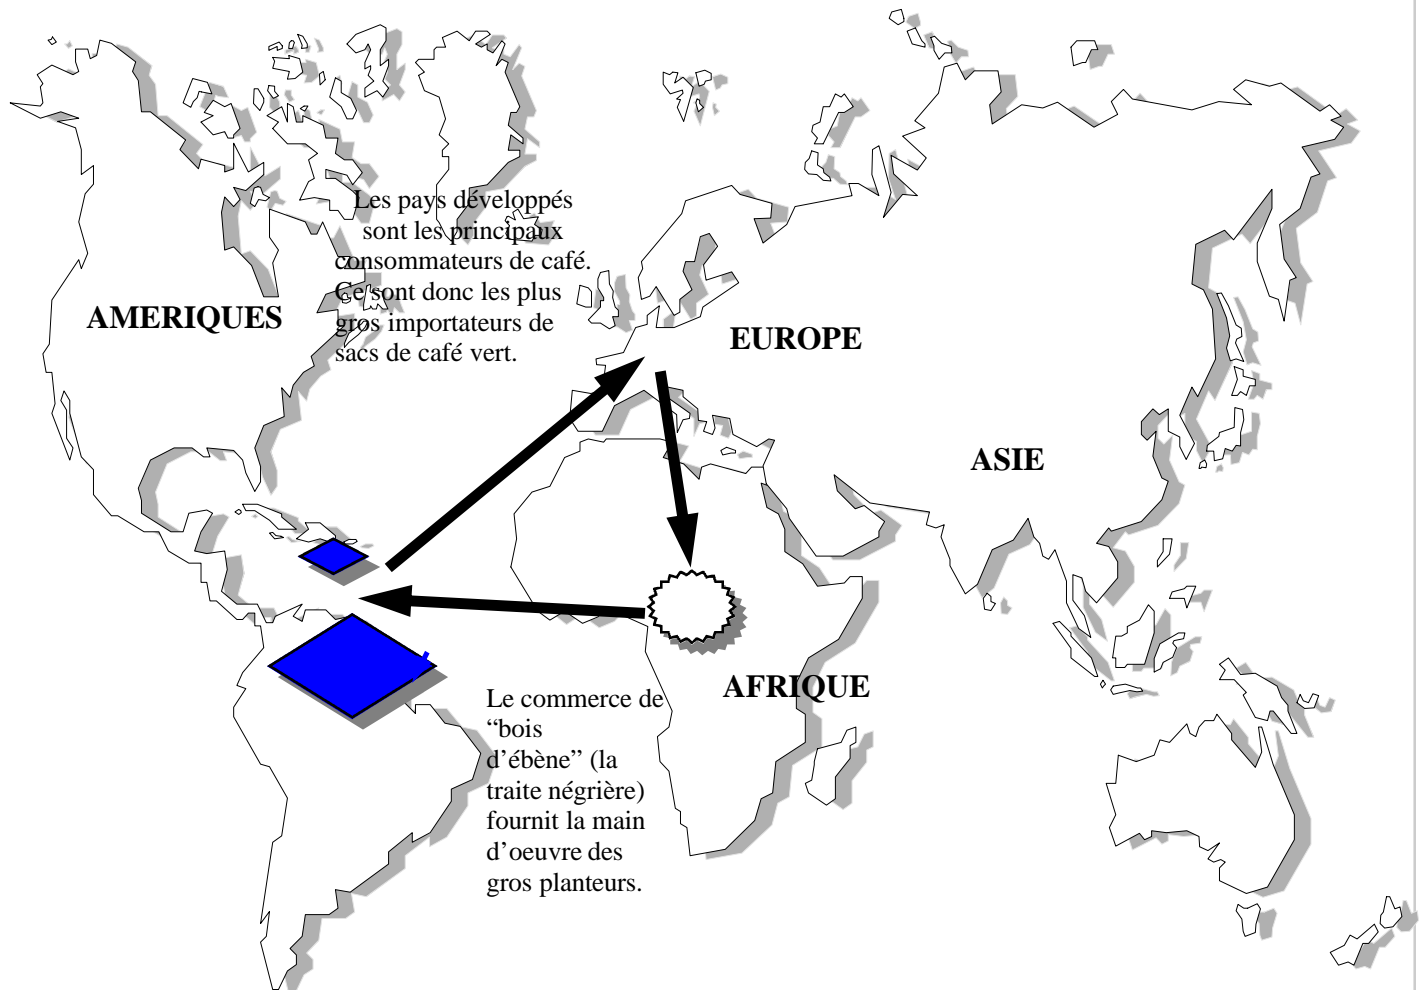 Les pays développés
sont les principaux
consommateurs de café.
Ce sont donc les plus
gros importateurs de
sacs de café vert.
AMERIQUES
EUROPE
ASIE
AFRIQUE
Le commerce de
“bois
d’ébène” (la
traite négrière)
fournit la main
d’oeuvre des
gros planteurs.